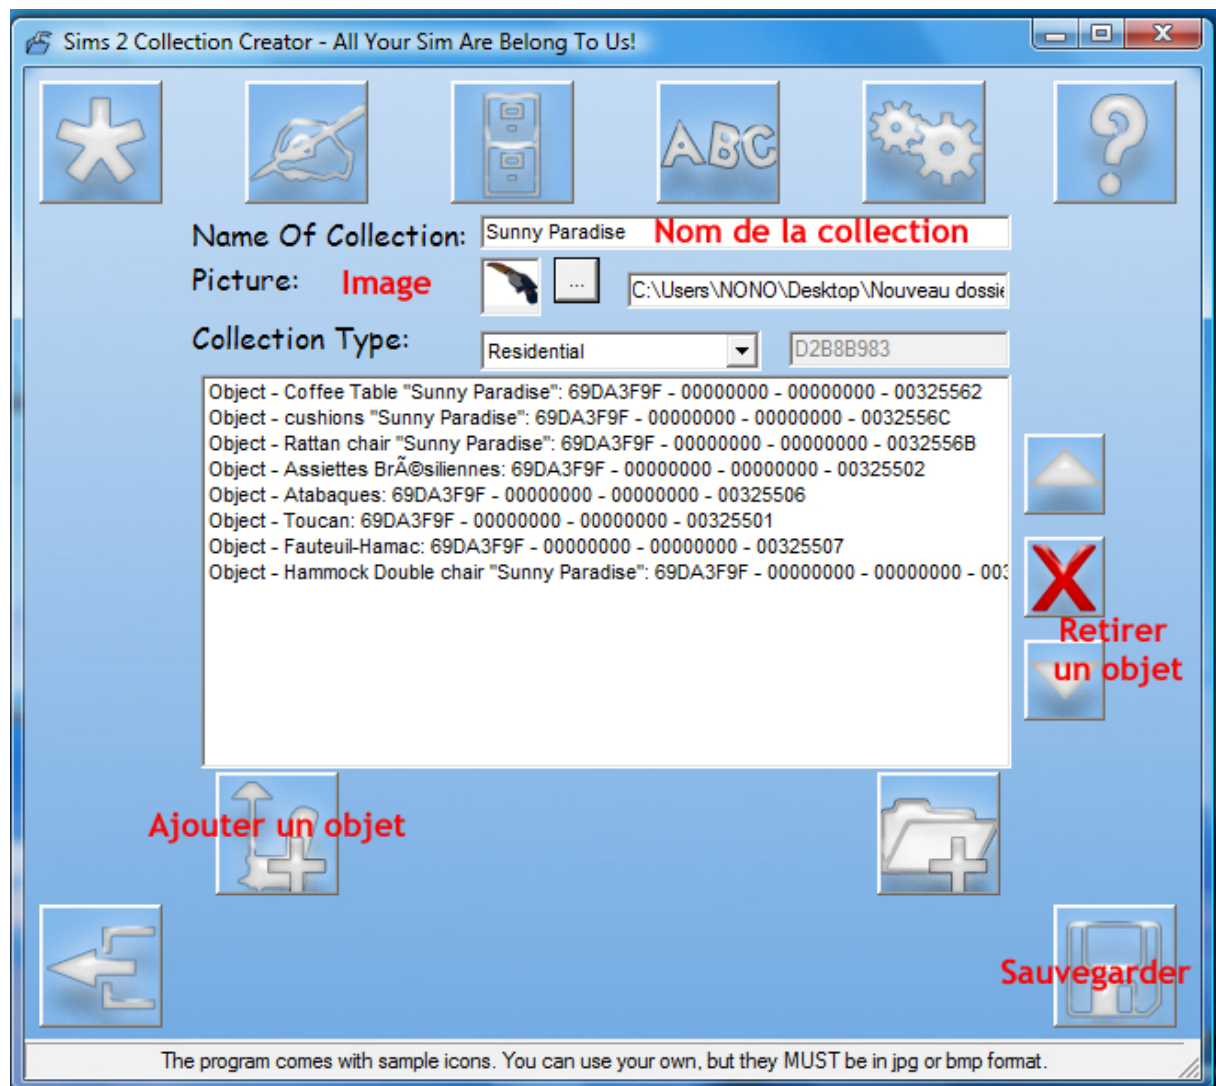 Sims 2 Collection Creator - All Your Sim Are Belong To Us!
ABC
Name Of Collection: Sunny Paradise Nom de la collection
Picture: Image ... C:\Users\NONO\Desktop\Nouveau dossie
Collection Type: Residential D2B8B983
Object - Coffee Table "Sunny Paradise": 69DA3F9F - 00000000 - 00000000 - 00325562
Object - cushions "Sunny Paradise": 69DA3F9F - 00000000 - 00000000 - 0032556C
Object - Rattan chair "Sunny Paradise": 69DA3F9F - 00000000 - 00000000 - 0032556B
Object - Assiettes BrÃ©siliennes: 69DA3F9F - 00000000 - 00000000 - 00325502
Object - Atabaques: 69DA3F9F - 00000000 - 00000000 - 00325506
Object - Toucan: 69DA3F9F - 00000000 - 00000000 - 00325501
Object - Fauteuil-Hamac: 69DA3F9F - 00000000 - 00000000 - 00325507
Object - Hammock Double chair "Sunny Paradise": 69DA3F9F - 00000000 - 00000000 - 003
X
Retirer
un objet
Ajouter un objet
Sauvegarder
The program comes with sample icons. You can use your own, but they MUST be in jpg or bmp format.